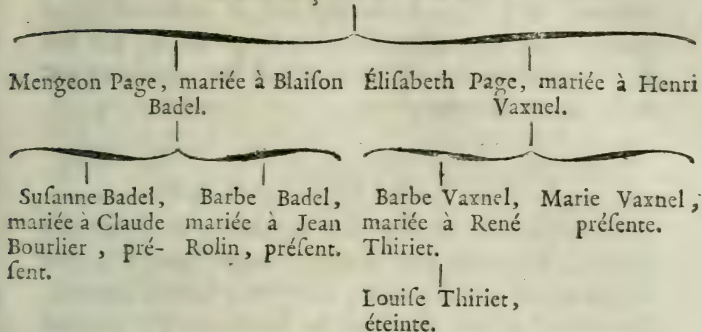 Mengeon Page, mariée à Blaiſon
Badel.
Éliſabeth Page, mariée à Henri
Vaxnel.
Suſanne Badel,
mariée à Claude
Bourlier, pré-
ſent.
Barbe Badel,
mariée à Jean
Rolin, préſent.
Barbe Vaxnel,
mariée à René
Thiriet.
Marie Vaxnel,
préſente.
Louiſe Thiriet,
éteinte.